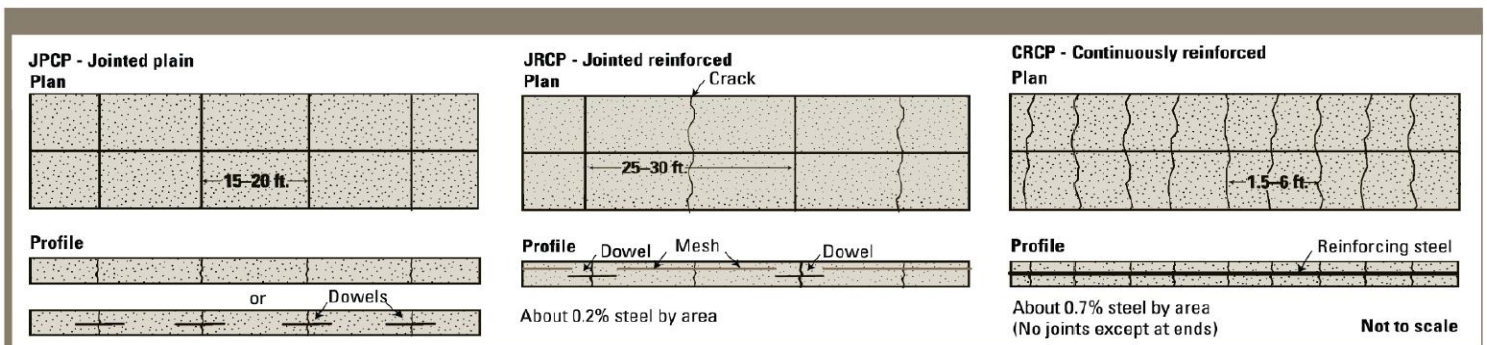 JPCP - Jointed plain
Plan
15–20 ft.
Profile
or
Dowels
JRCP - Jointed reinforced
Plan
Crack
25–30 ft.
Profile
Dowel
Mesh
Dowel
About 0.2% steel by area
CRCP - Continuously reinforced
Plan
1.5–6 ft.
Profile
Reinforcing steel
About 0.7% steel by area
(No joints except at ends)
Not to scale